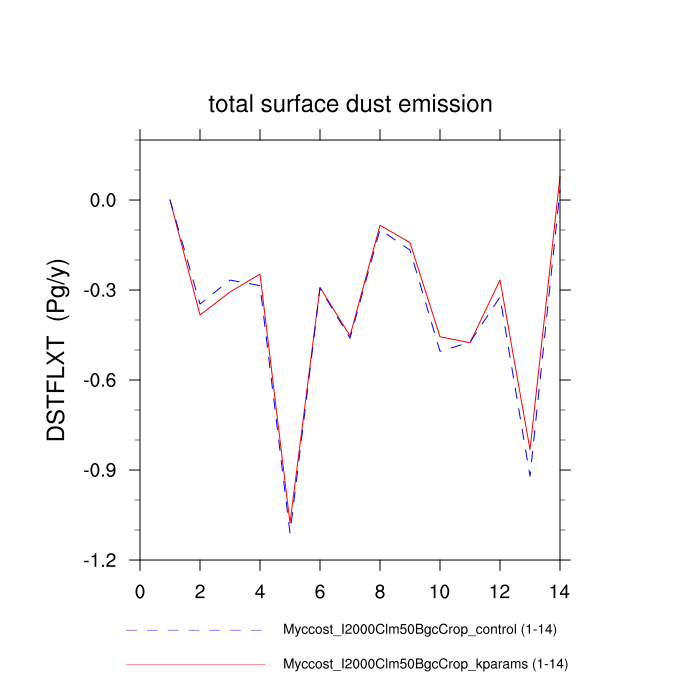 total surface dust emission
DSTFLXT (Pg/y)
0.0
-0.3
-0.6
-0.9
-1.2
0 2 4 6 8 10 12 14
Myccost_I2000Clm50BgcCrop_control (1-14)
Myccost_I2000Clm50BgcCrop_kparams (1-14)